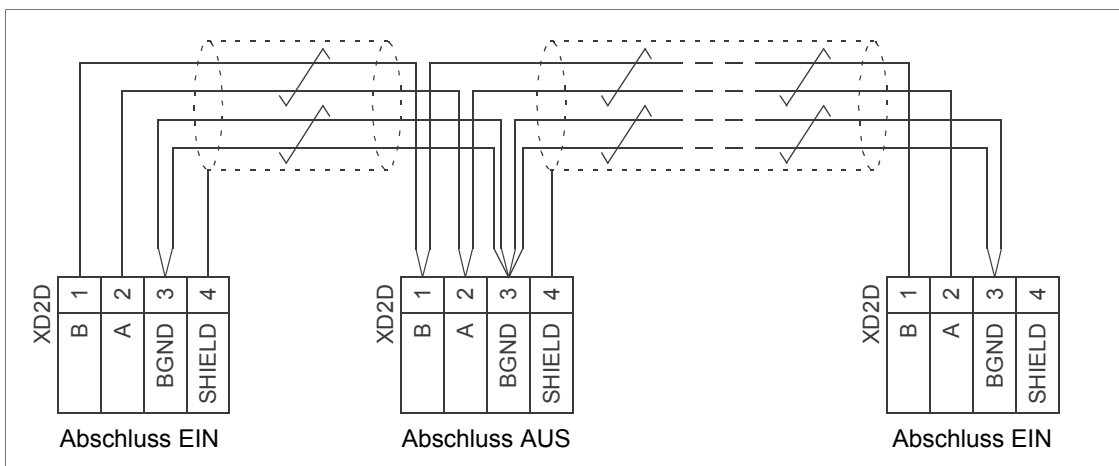 XD2D
1 2 3 4
B A BGND SHIELD
Abschluss EIN
XD2D
1 2 3 4
B A BGND SHIELD
Abschluss AUS
XD2D
1 2 3 4
B A BGND SHIELD
Abschluss EIN